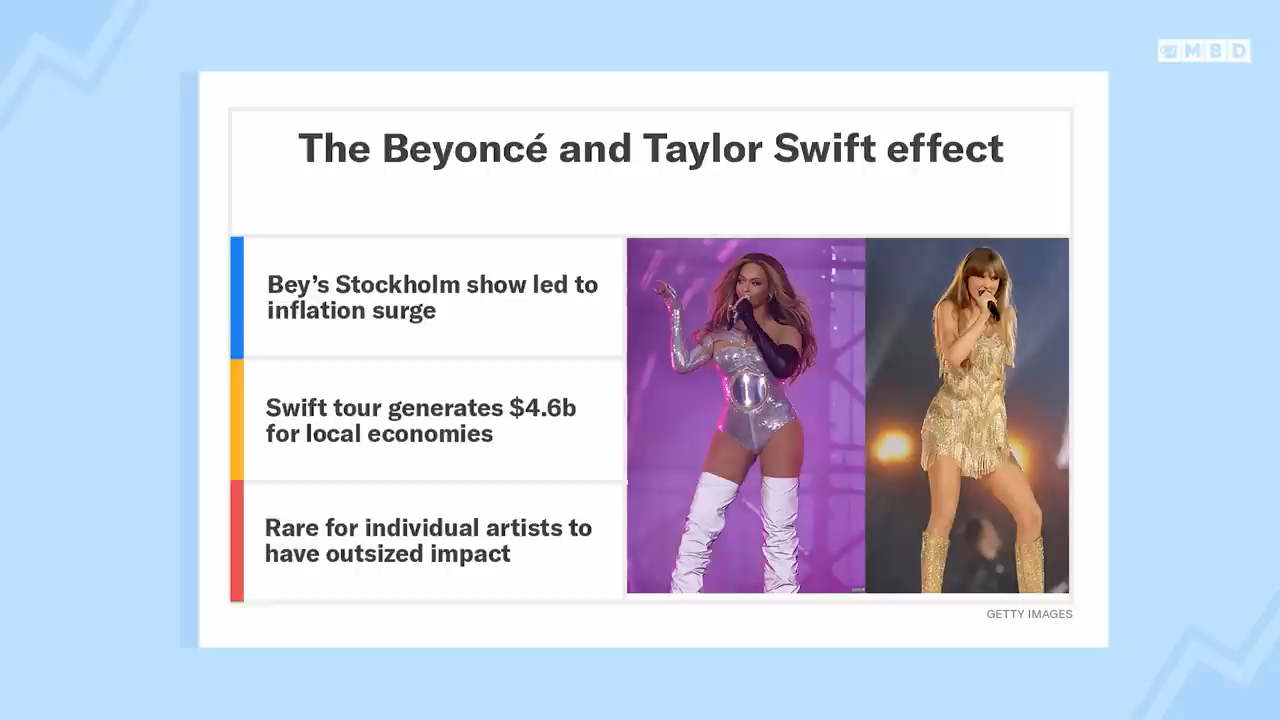 MBD
The Beyoncé and Taylor Swift effect
Bey's Stockholm show led to
inflation surge
Swift tour generates $4.6b
for local economies
Rare for individual artists to
have outsized impact
GETTY IMAGES